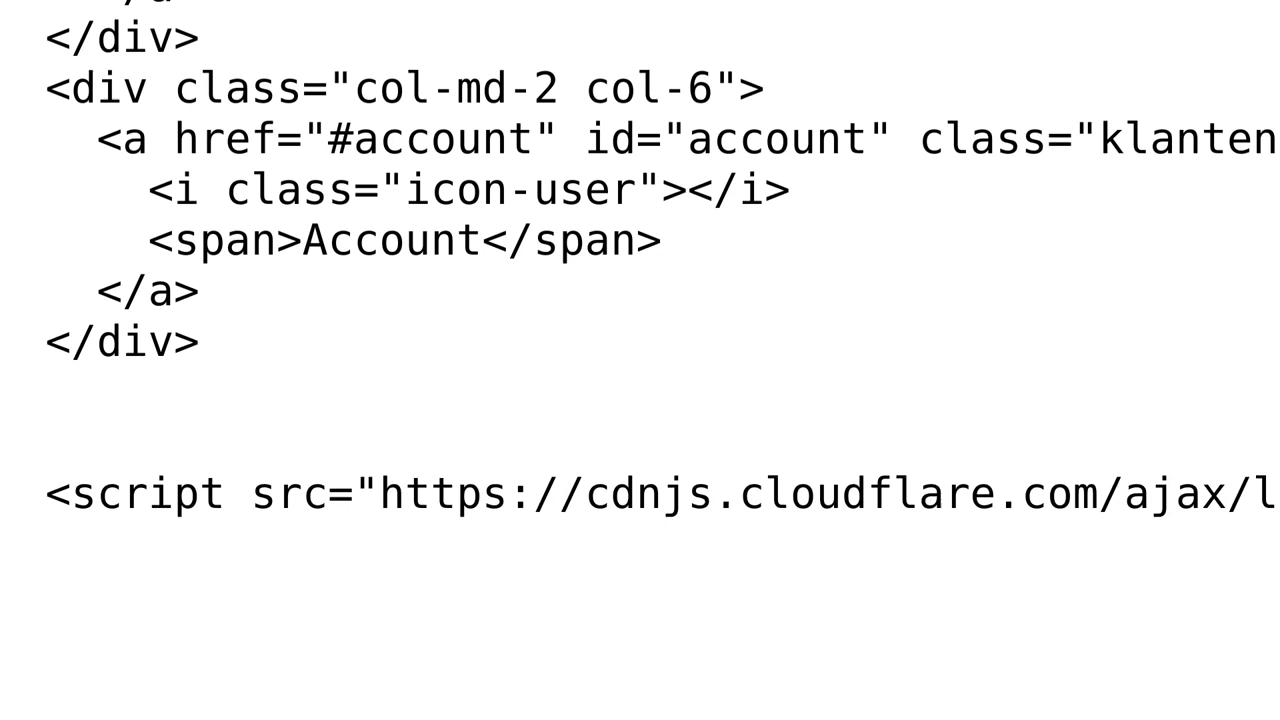 </div>
<div class="col-md-2 col-6">
<a href="#account" id="account" class="klanten
<i class="icon-user"></i>
<span>Account</span>
</a>
</div>
<script src="https://cdnjs.cloudflare.com/ajax/l